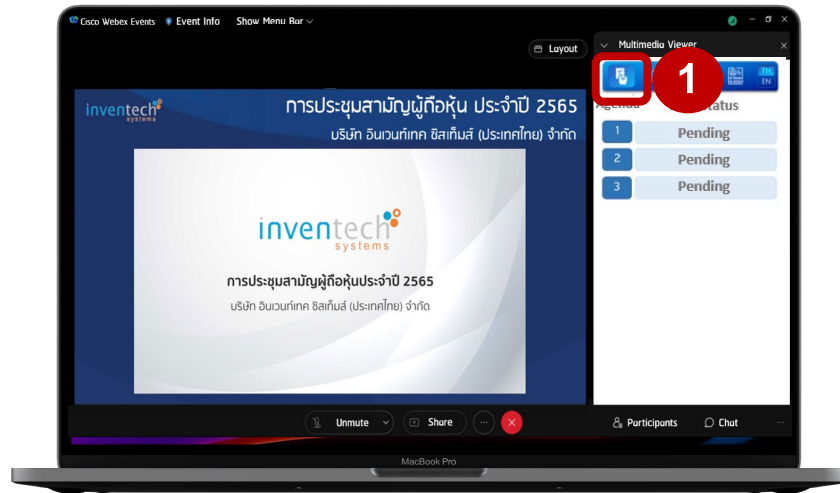 Cisco Webex Events Event Info Show Menu Bar
Layout
Multimedia Viewer
1
TH
EN
Agenda Status
1 Pending
2 Pending
3 Pending
inventech
systems
การประชุมสามัญผู้ถือหุ้น ประจำปี 2565
บริษัท อินเวนท์เทค ซิสเท็มส์ (ประเทศไทย) จำกัด
inventech
systems
การประชุมสามัญผู้ถือหุ้นประจำปี 2565
บริษัท อินเวนท์เทค ซิสเท็มส์ (ประเทศไทย) จำกัด
Unmute Share
Participants Chat
MacBook Pro